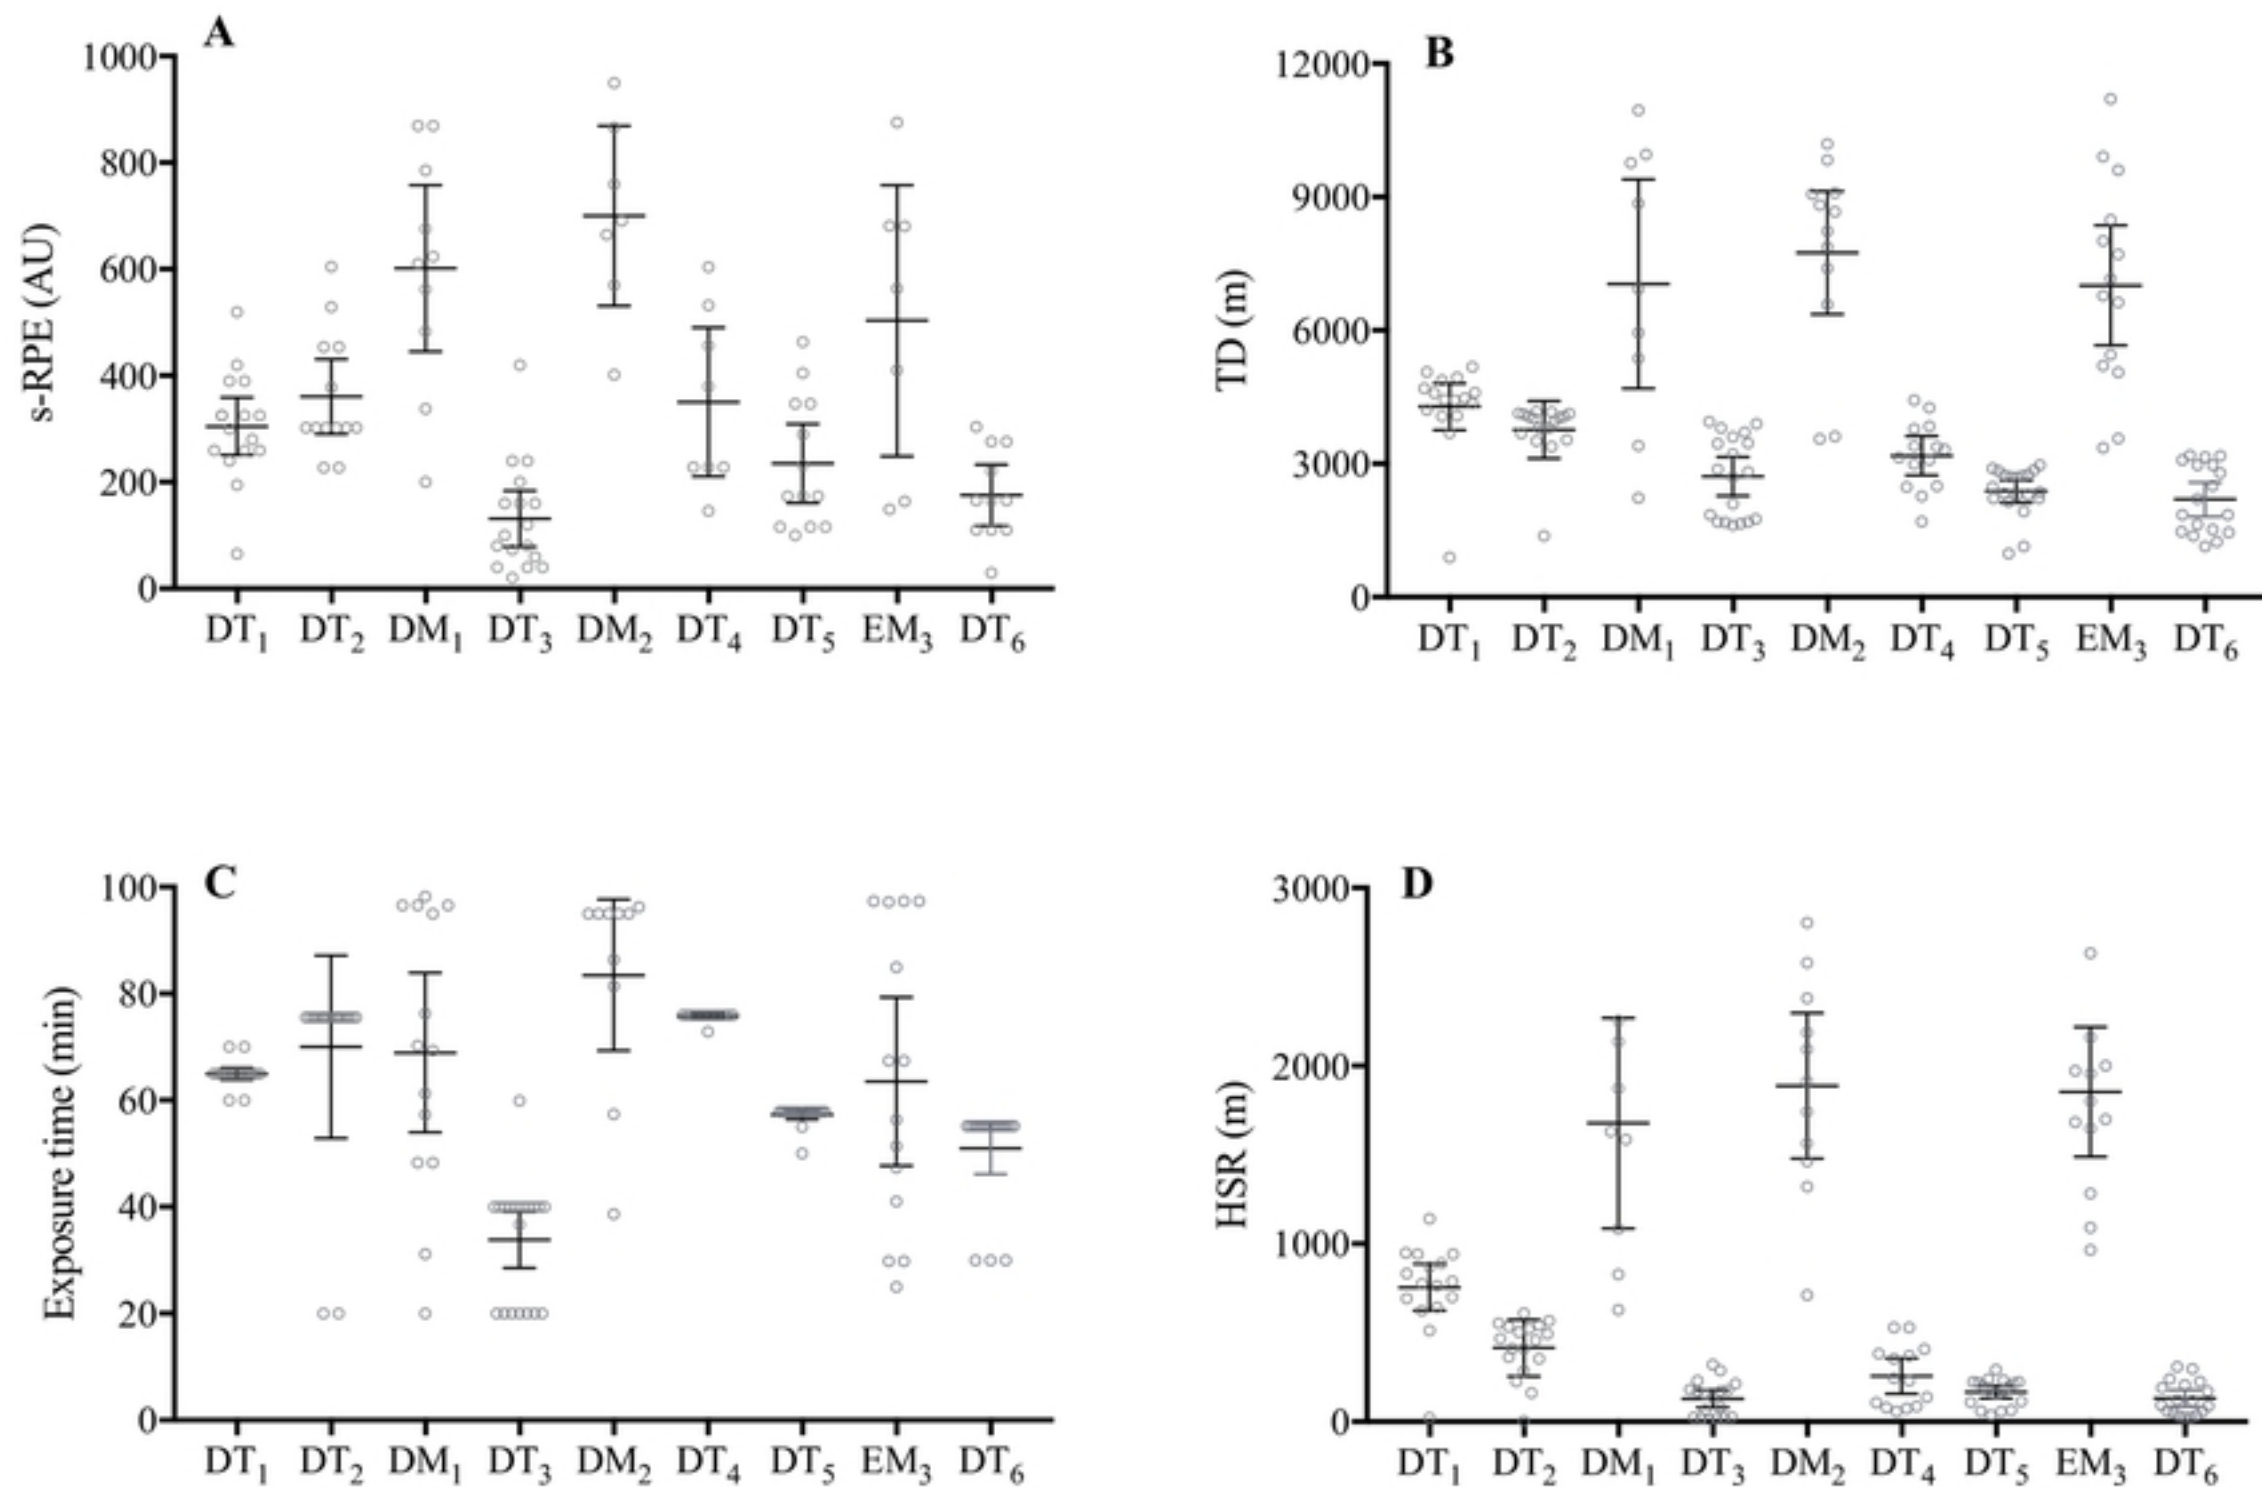 A
1000
800
600
400
200
0
s-RPE (AU)
DT1 DT2 DM1 DT3 DM2 DT4 DT5 EM3 DT6
B
12000
9000
6000
3000
0
TD (m)
DT1 DT2 DM1 DT3 DM2 DT4 DT5 EM3 DT6
C
100
80
60
40
20
0
Exposure time (min)
DT1 DT2 DM1 DT3 DM2 DT4 DT5 EM3 DT6
D
3000
2000
1000
0
HSR (m)
DT1 DT2 DM1 DT3 DM2 DT4 DT5 EM3 DT6